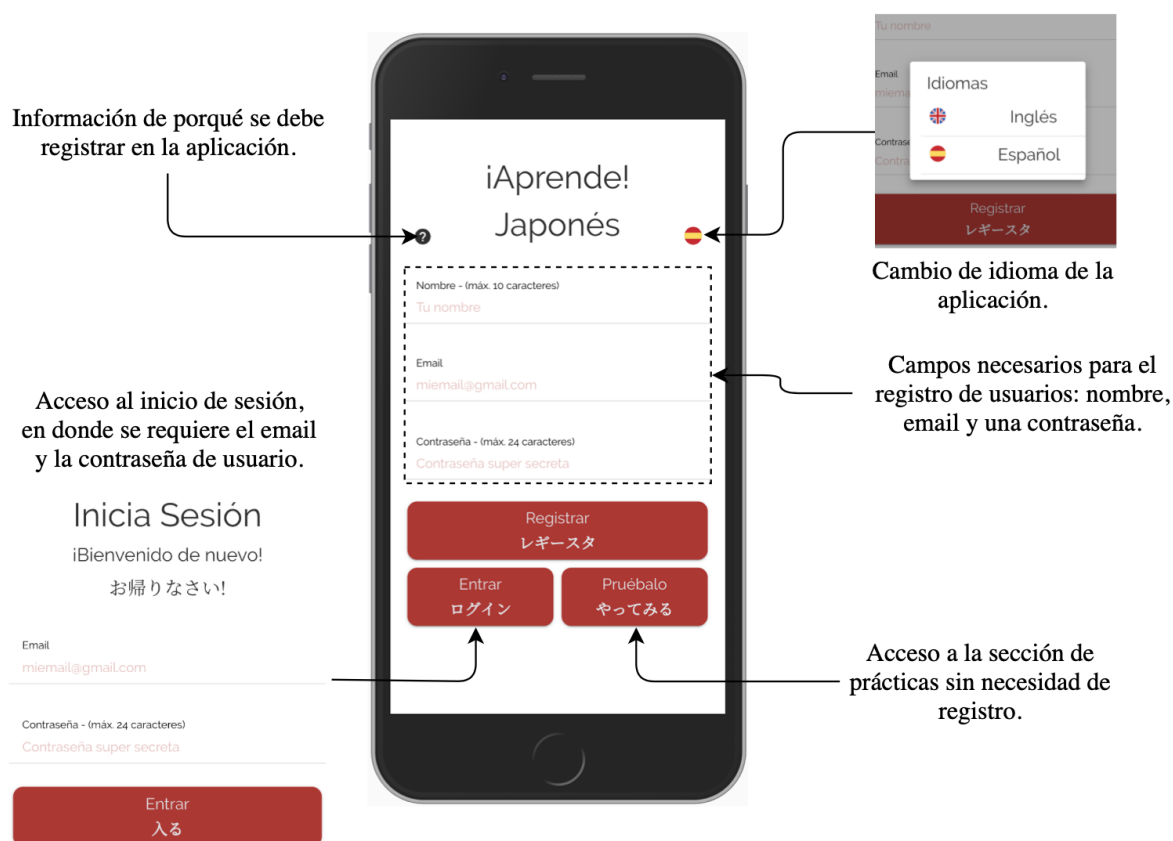 Información de porqué se debe
registrar en la aplicación.
¡Aprende!
Japonés
?
Nombre - (máx. 10 caracteres)
Tu nombre
Email
miemail@gmail.com
Contraseña - (máx. 24 caracteres)
Contraseña super secreta
Registrar
レギースタ
Entrar
ログイン
Pruébalo
やってみる
Tu nombre
Email
miema
Contrase
Contra
Idiomas
Inglés
Español
Registrar
レギースタ
Cambio de idioma de la
aplicación.
Campos necesarios para el
registro de usuarios: nombre,
email y una contraseña.
Acceso al inicio de sesión,
en donde se requiere el email
y la contraseña de usuario.
Inicia Sesión
¡Bienvenido de nuevo!
お帰りなさい!
Email
miemail@gmail.com
Contraseña - (máx. 24 caracteres)
Contraseña super secreta
Entrar
入る
Acceso a la sección de
prácticas sin necesidad de
registro.